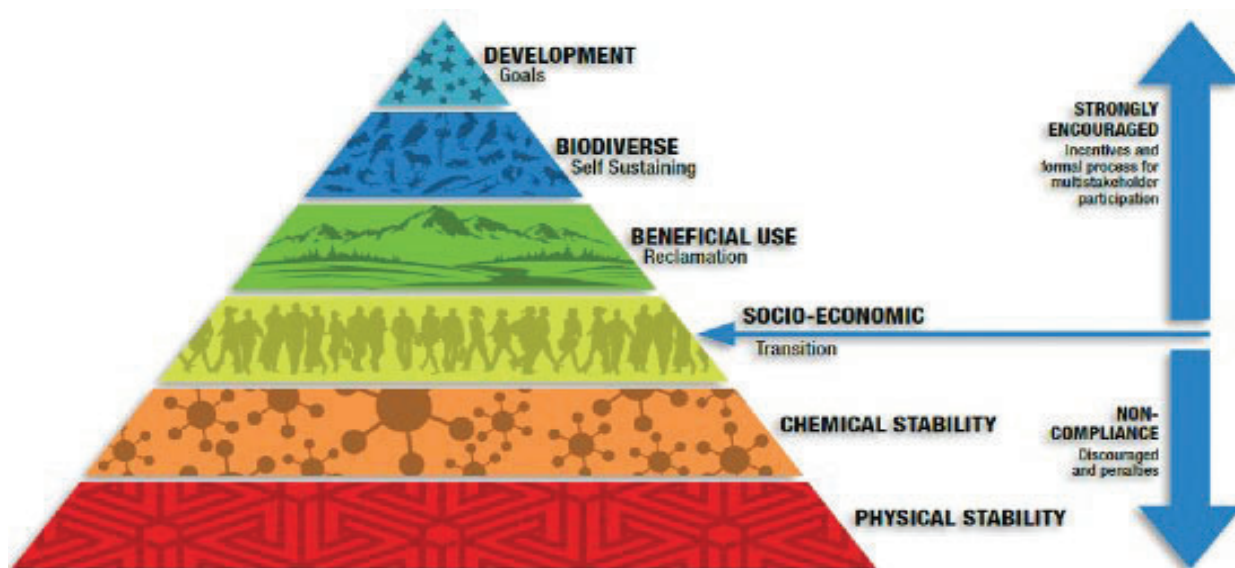 DEVELOPMENT
Goals
BIODIVERSE
Self Sustaining
BENEFICIAL USE
Reclamation
SOCIO-ECONOMIC
Transition
CHEMICAL STABILITY
PHYSICAL STABILITY
STRONGLY
ENCOURAGED
Incentives and
formal process for
multistakeholder
participation
NON-
COMPLIANCE
Discouraged
and penalties